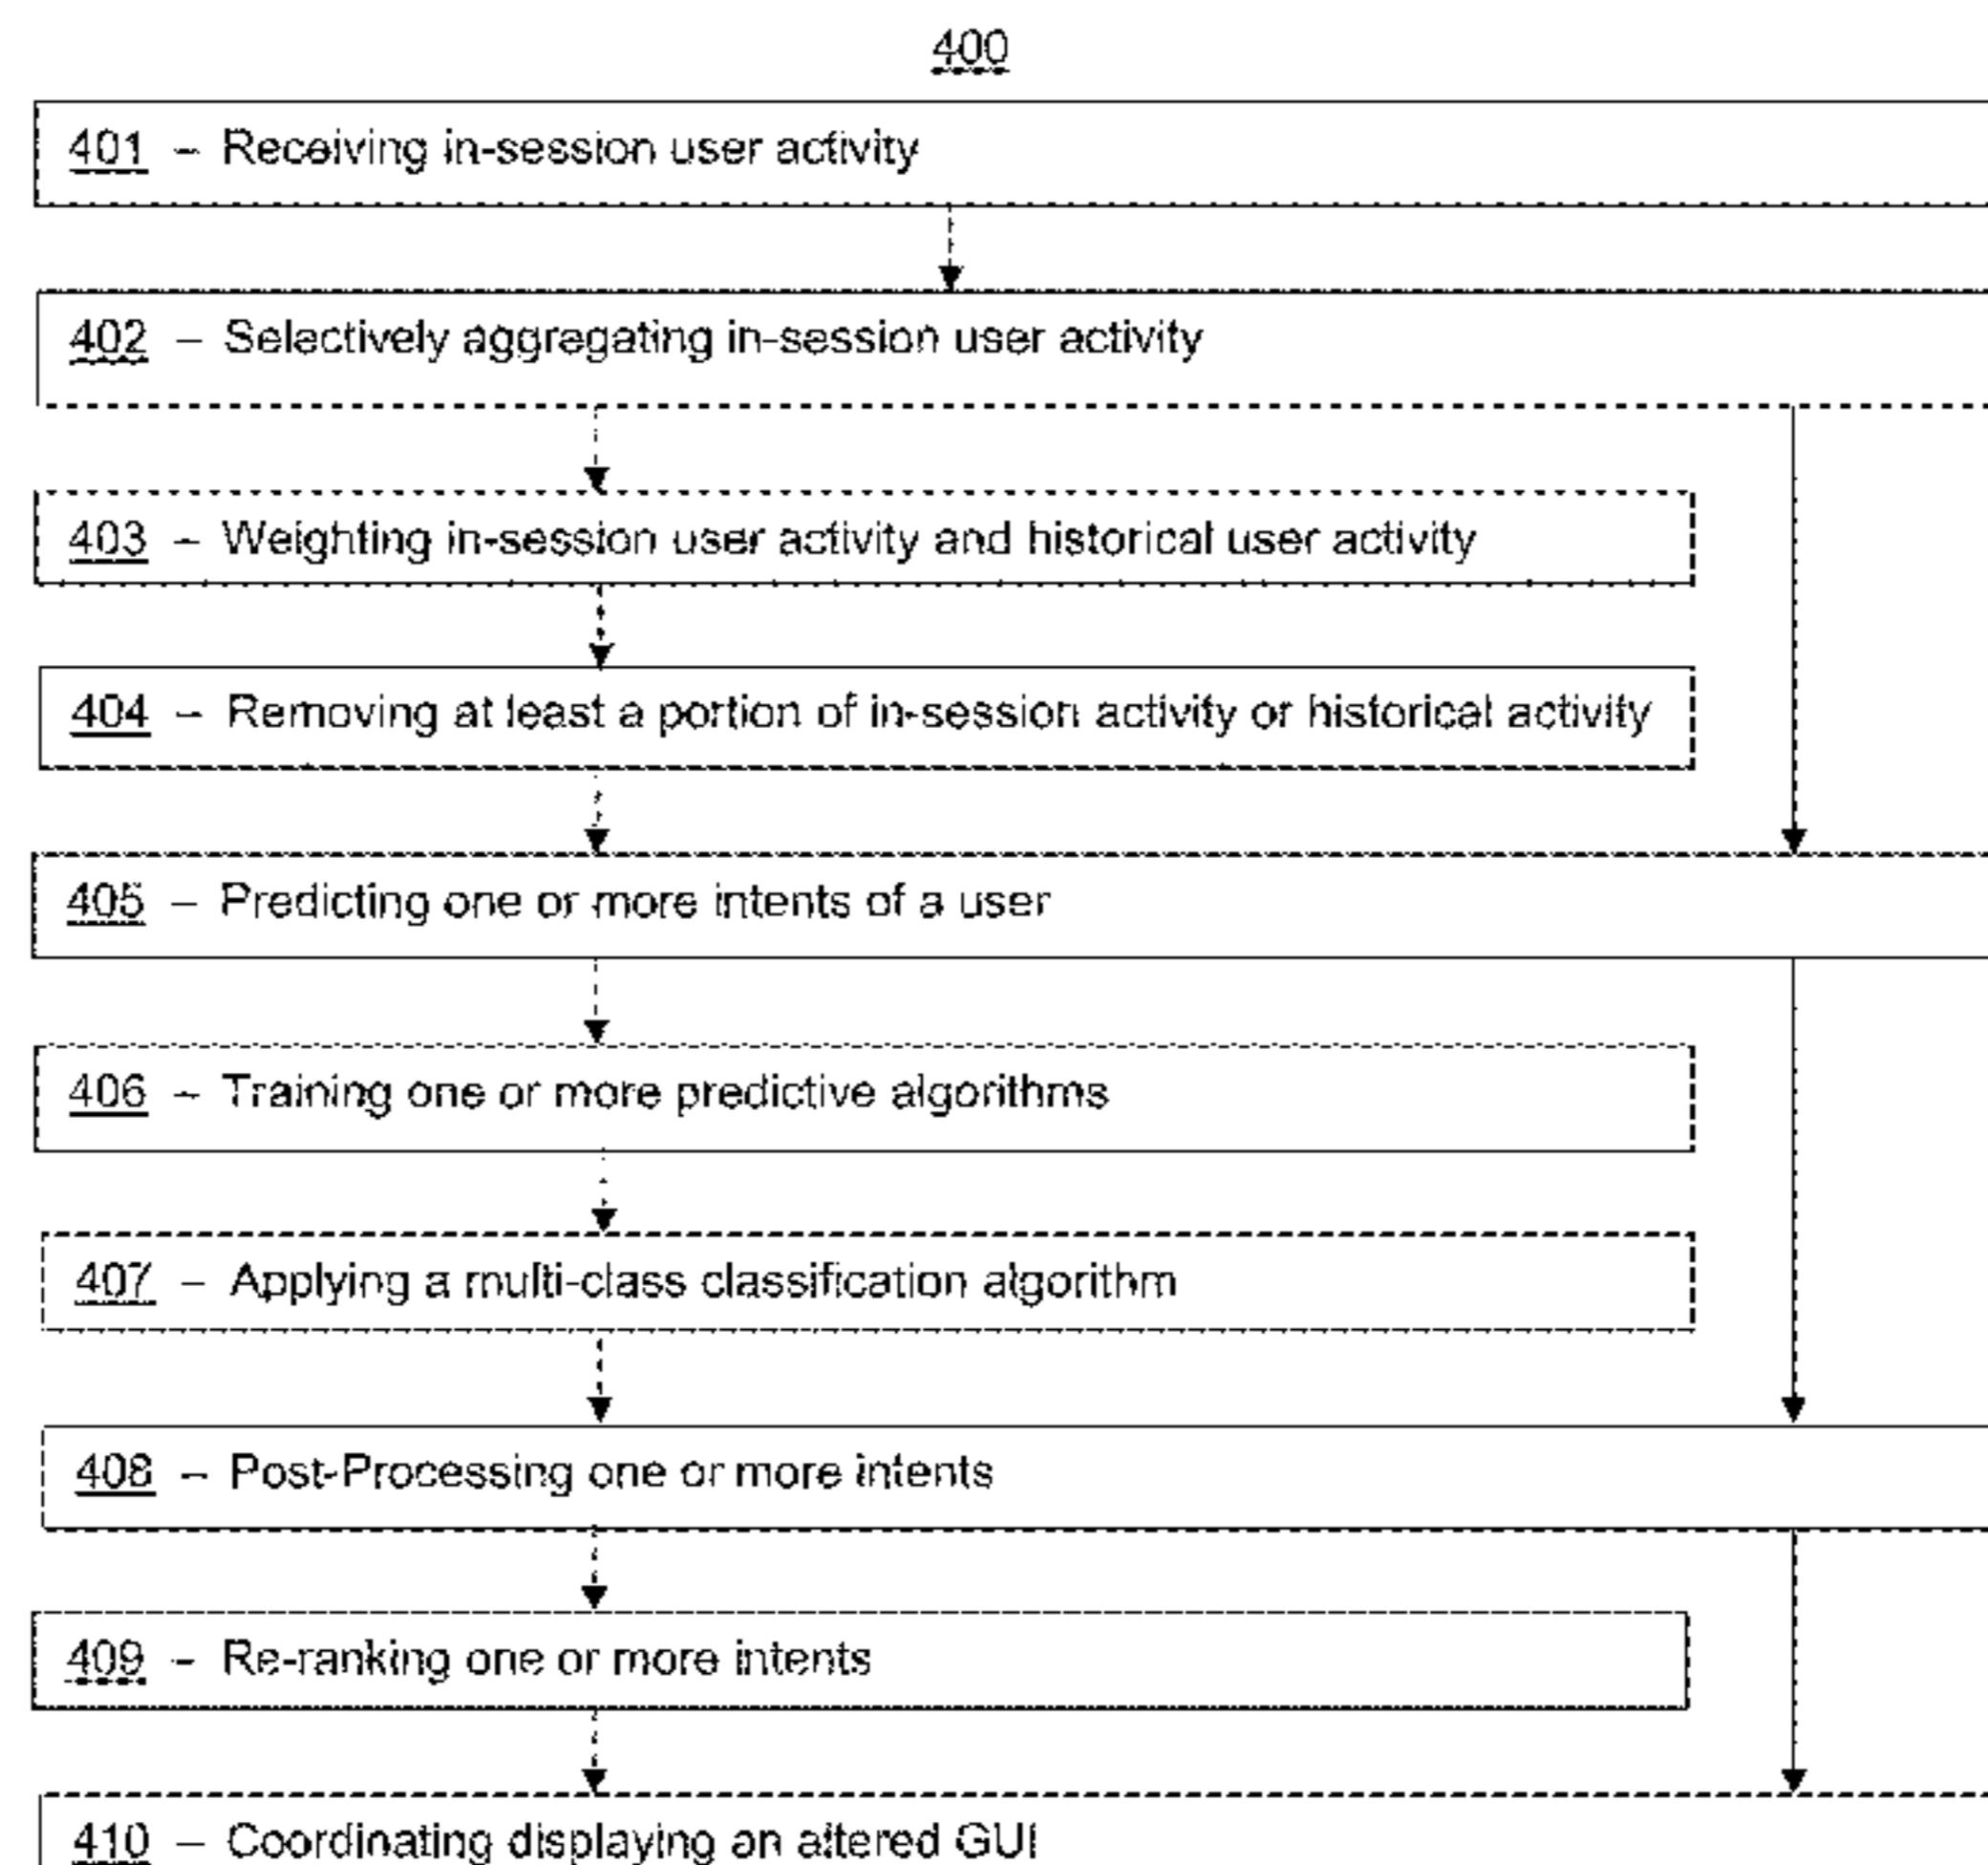 400
401 – Receiving in-session user activity
402 – Selectively aggregating in-session user activity
403 – Weighting in-session user activity and historical user activity
404 – Removing at least a portion of in-session activity or historical activity
405 – Predicting one or more intents of a user
406 – Training one or more predictive algorithms
407 – Applying a multi-class classification algorithm
408 – Post-Processing one or more intents
409 – Re-ranking one or more intents
410 – Coordinating displaying an altered GUI